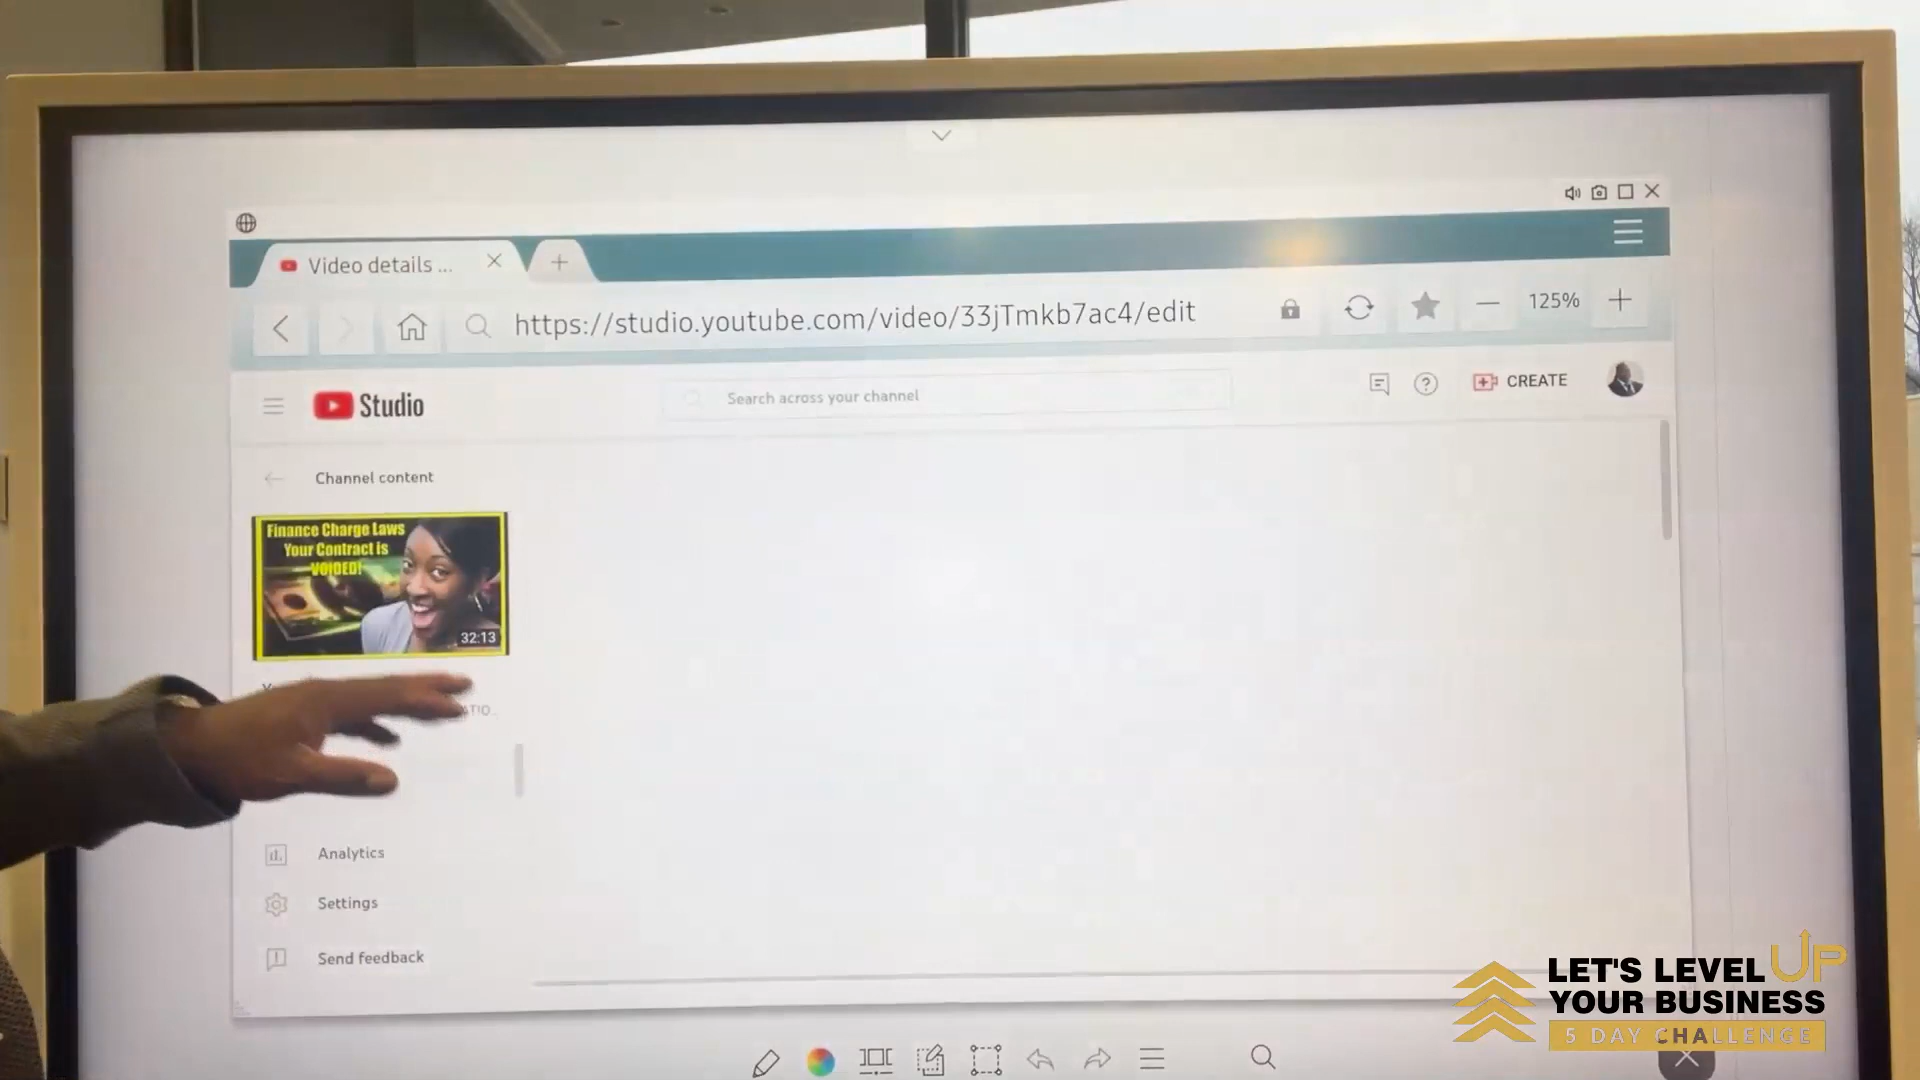 Video details ...
https://studio.youtube.com/video/33jTmkb7ac4/edit
125%
Studio
Search across your channel
CREATE
Channel content
Finance Charge Laws
Your Contract is
VOIDED!
32:13
Analytics
Settings
Send feedback
LET'S LEVEL UP
YOUR BUSINESS
5 DAY CHALLENGE